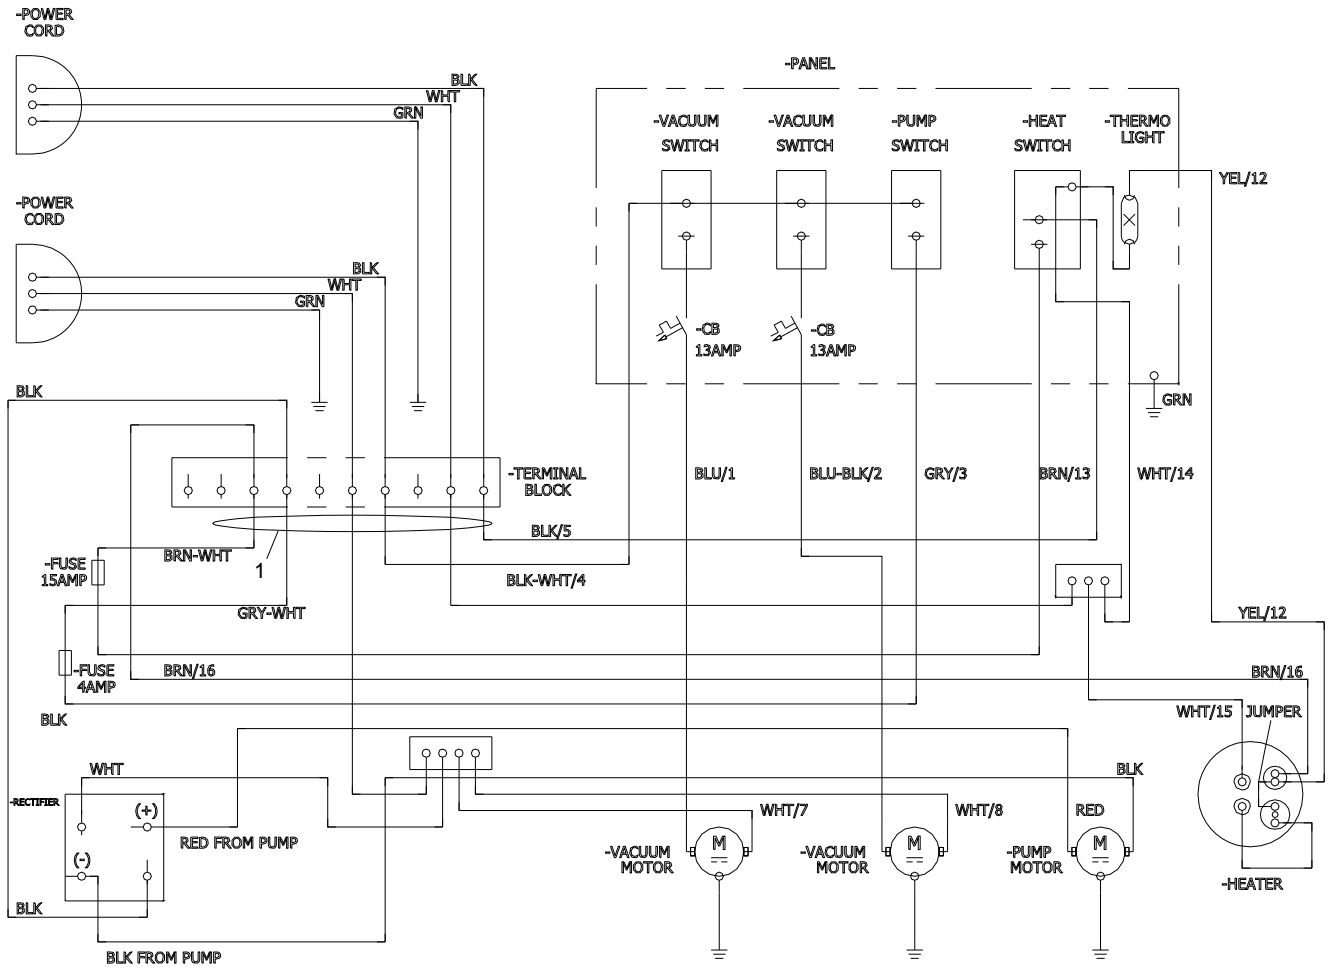 -POWER
CORD
BLK
WHT
GRN
-POWER
CORD
BLK
WHT
GRN
-PANEL
-VACUUM
SWITCH
-VACUUM
SWITCH
-PUMP
SWITCH
-HEAT
SWITCH
-THERMO
LIGHT
YEL/12
-CB
13AMP
-CB
13AMP
GRN
BLK
-TERMINAL
BLOCK
BLU/1
BLU-BLK/2
GRY/3
BRN/13
WHT/14
BLK/5
BRN-WHT
1
-FUSE
15AMP
BLK-WHT/4
GRY-WHT
YEL/12
-FUSE
4AMP
BRN/16
BRN/16
BLK
WHT/15
JUMPER
WHT
BLK
-RECTIFIER
(+)
(-)
RED FROM PUMP
WHT/7
WHT/8
RED
-VACUUM
MOTOR
M
-VACUUM
MOTOR
M
-PUMP
MOTOR
M
-HEATER
BLK
BLK FROM PUMP